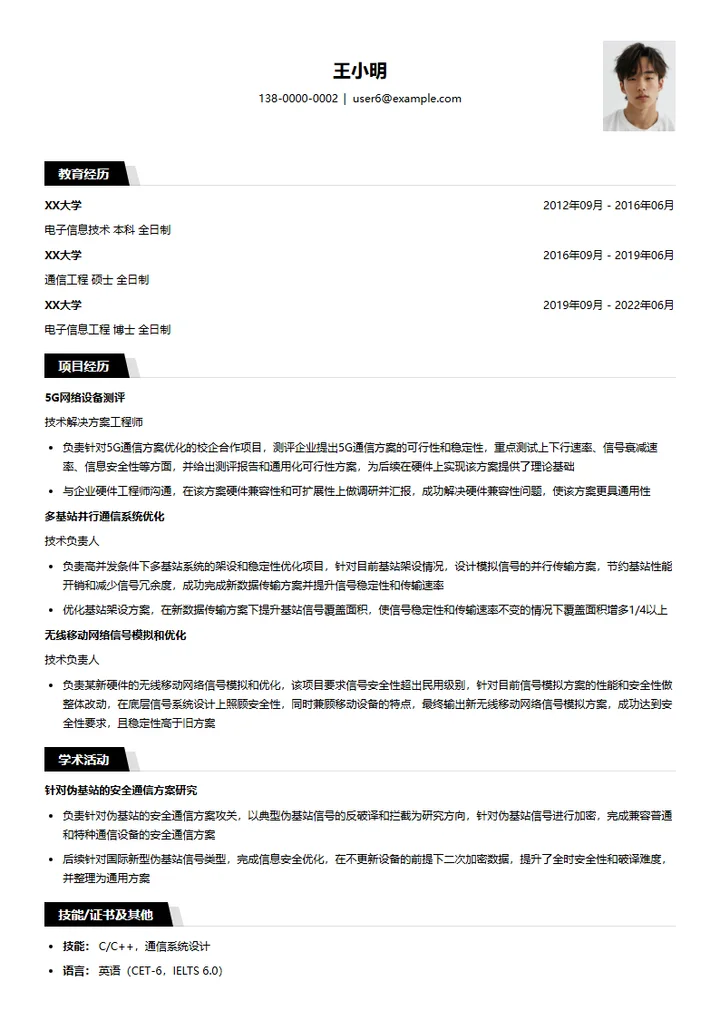 王小明
138-0000-0002 | user6@example.com
教育经历
XX大学 2012年09月 - 2016年06月
电子信息技术 本科 全日制
XX大学 2016年09月 - 2019年06月
通信工程 硕士 全日制
XX大学 2019年09月 - 2022年06月
电子信息工程 博士 全日制
项目经历
5G网络设备测评
技术解决方案工程师
• 负责针对5G通信方案优化的校企合作项目，测评企业提出5G通信方案的可行性和稳定性，重点测试上下行速率、信号衰减速
率、信息安全性等方面，并给出测评报告和通用化可行性方案，为后续在硬件上实现该方案提供了理论基础
• 与企业硬件工程师沟通，在该方案硬件兼容性和可扩展性上做调研并汇报，成功解决硬件兼容性问题，使该方案更具通用性
多基站并行通信系统优化
技术负责人
• 负责高并发条件下多基站系统的架设和稳定性优化项目，针对目前基站架设情况，设计模拟信号的并行传输方案，节约基站性能
开销和减少信号冗余度，成功完成新数据传输方案并提升信号稳定性和传输速率
• 优化基站架设方案，在新数据传输方案下提升基站信号覆盖面积，使信号稳定性和传输速率不变的情况下覆盖面积增多1/4以上
无线移动网络信号模拟和优化
技术负责人
• 负责某新硬件的无线移动网络信号模拟和优化，该项目要求信号安全性超出民用级别，针对目前信号模拟方案的性能和安全性做
整体改动，在底层信号系统设计上照顾安全性，同时兼顾移动设备的特点，最终输出新无线移动网络信号模拟方案，成功达到安
全性要求，且稳定性高于旧方案
学术活动
针对伪基站的安全通信方案研究
• 负责针对伪基站的安全通信方案攻关，以典型伪基站信号的反破译和拦截为研究方向，针对伪基站信号进行加密，完成兼容普通
和特种通信设备的安全通信方案
• 后续针对国际新型伪基站信号类型，完成信息安全优化，在不更新设备的前提下二次加密数据，提升了全时安全性和破译难度，
并整理为通用方案
技能/证书及其他
• 技能： C/C++，通信系统设计
• 语言： 英语（CET-6，IELTS 6.0）